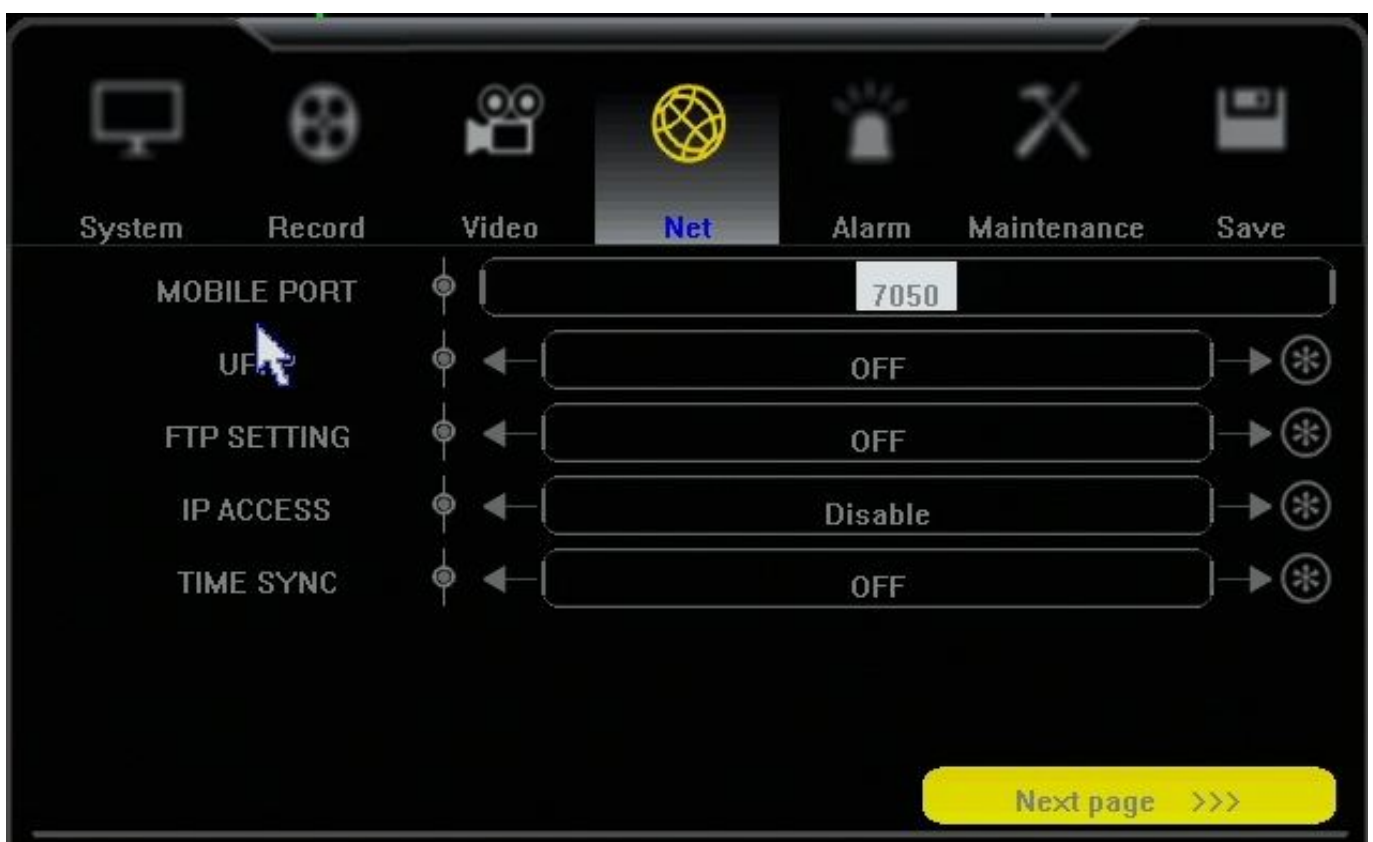 System Record Video Net Alarm Maintenance Save
MOBILE PORT 7050
OFF
FTP SETTING OFF
IP ACCESS Disable
TIME SYNC OFF
Next page >>>